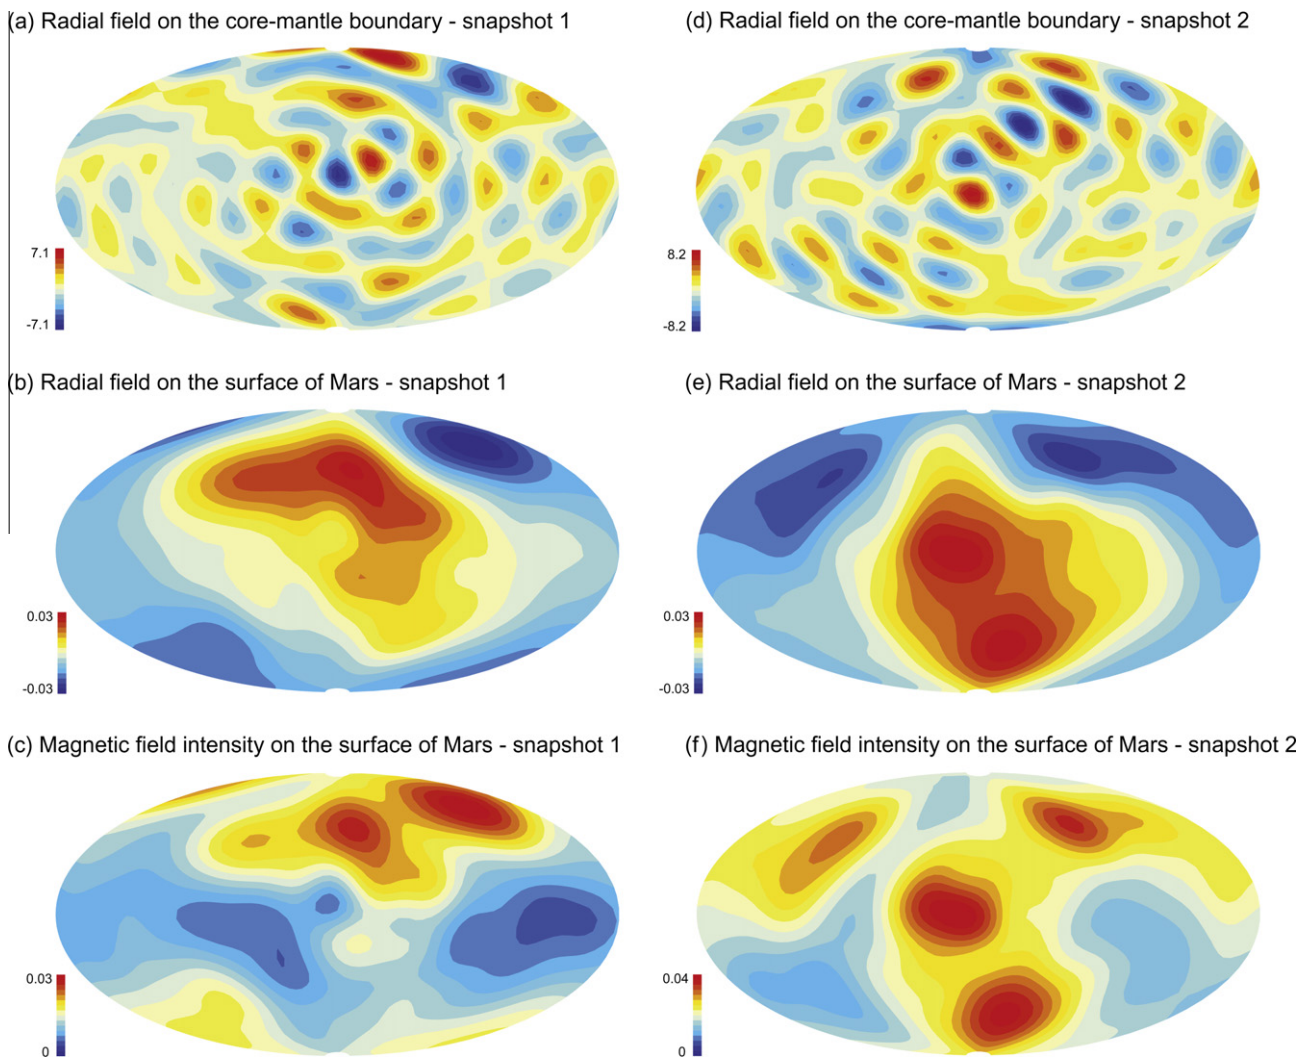 (a) Radial field on the core-mantle boundary - snapshot 1
7.1
-7.1
(b) Radial field on the surface of Mars - snapshot 1
0.03
-0.03
(c) Magnetic field intensity on the surface of Mars - snapshot 1
0.03
0
(d) Radial field on the core-mantle boundary - snapshot 2
8.2
-8.2
(e) Radial field on the surface of Mars - snapshot 2
0.03
-0.03
(f) Magnetic field intensity on the surface of Mars - snapshot 2
0.04
0